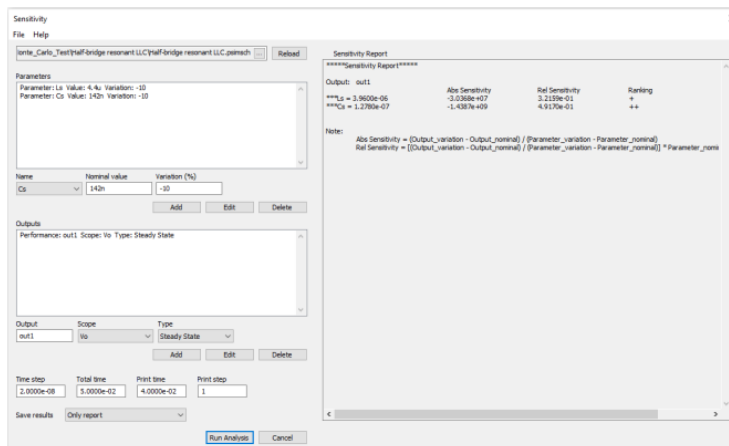 Sensitivity
File Help
lonte_Carlo_Test\Half-bridge resonant LLC\Half-bridge resonant LLC.psimsch ... Reload
Parameters
Parameter: Ls Value: 4.4u Variation: -10
Parameter: Cs Value: 142n Variation: -10
Name Nominal value Variation (%)
Cs 142n -10
Add Edit Delete
Outputs
Performance: out1 Scope: Vo Type: Steady State
Output Scope Type
out1 Vo Steady State
Add Edit Delete
Time step Total time Print time Print step
2.0000e-08 5.0000e-02 4.0000e-02 1
Save results Only report
Run Analysis Cancel
Sensitivity Report
*****Sensitivity Report*****
Output: out1
Abs Sensitivity Rel Sensitivity Ranking
***Ls = 3.9600e-06 -3.0368e+07 3.2159e-01 +
***Cs = 1.2780e-07 -1.4387e+09 4.9170e-01 ++
Note:
Abs Sensitivity = (Output_variation - Output_nominal) / (Parameter_variation - Parameter_nominal)
Rel Sensitivity = [(Output_variation - Output_nominal) / (Parameter_variation - Parameter_nominal)] * Parameter_nomin